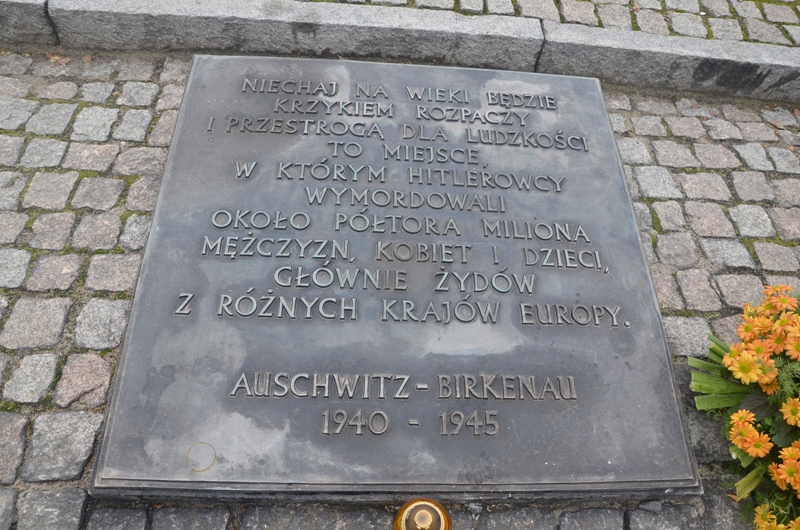 NIECHAJ NA WIEKI BĘDZIE
KRZYKIEM ROZPACZY
I PRZESTROGĄ DLA LUDZKOŚCI
TO MIEJSCE,
W KTÓRYM HITLEROWCY
WYMORDOWALI
OKOŁO PÓŁTORA MILIONA
MĘŻCZYZN, KOBIET I DZIECI,
GŁÓWNIE ŻYDÓW
Z RÓŻNYCH KRAJÓW EUROPY.
AUSCHWITZ - BIRKENAU
1940 - 1945